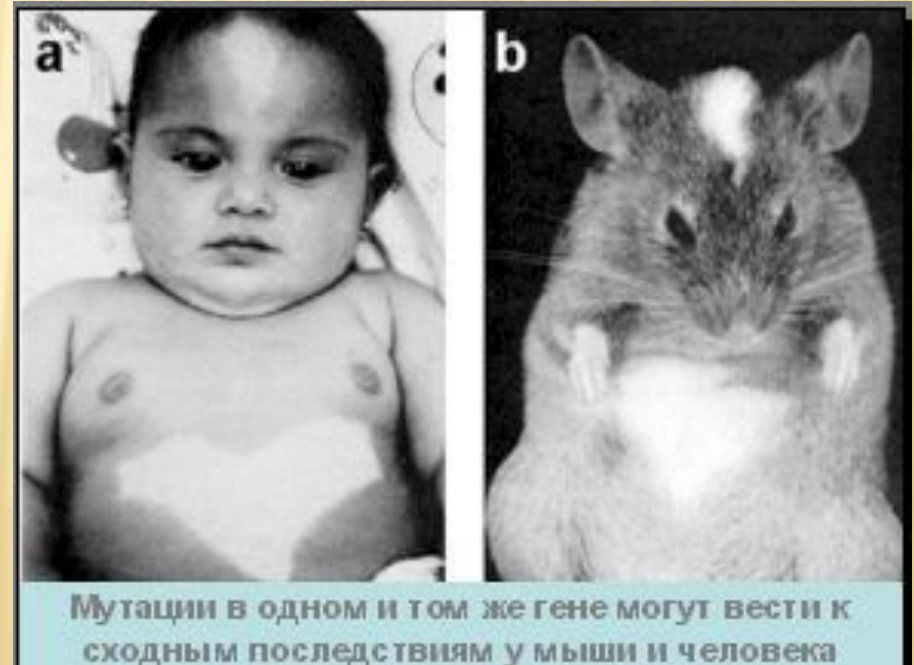 a b
Мутации в одном и том же гене могут вести к
сходным последствиям у мыши и человека